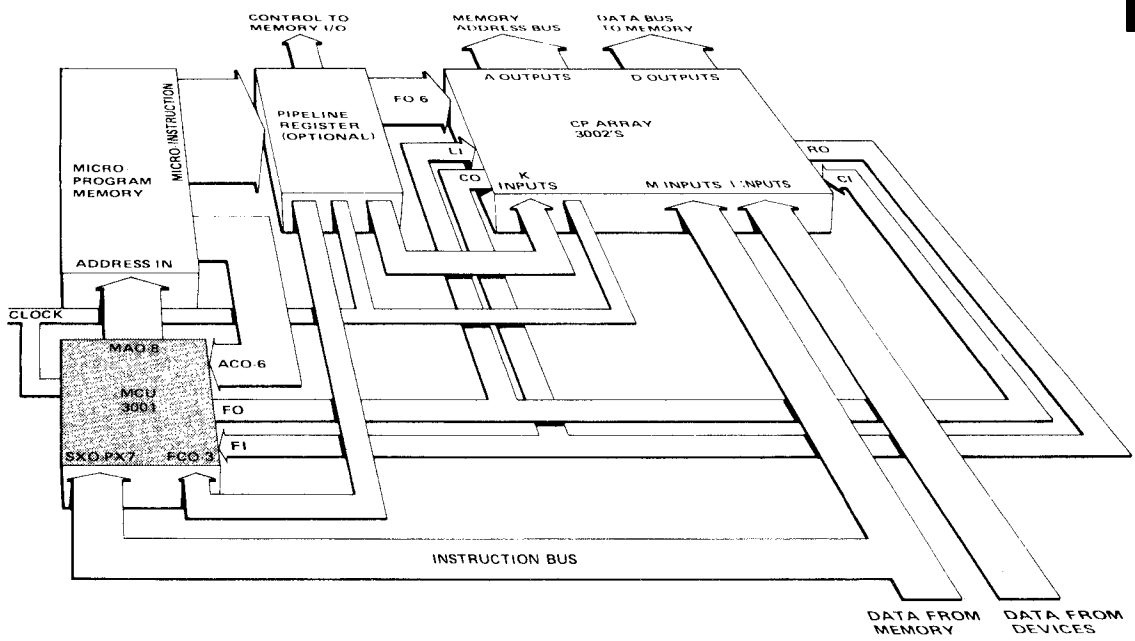 CONTROL TO
MEMORY I/O
MEMORY
ADDRESS BUS
DATA BUS
TO MEMORY
A OUTPUTS
D OUTPUTS
MICRO-INSTRUCTION
PIPELINE
REGISTER
(OPTIONAL)
FO 6
CP ARRAY
3002'S
LI
RO
MICRO-
PROGRAM
MEMORY
CO
K
INPUTS
M INPUTS
I INPUTS
CI
ADDRESS IN
CLOCK
MAO-8
ACO-6
MCU
3001
FO
FI
SXO-PX7
FCO-3
INSTRUCTION BUS
DATA FROM
MEMORY
DATA FROM
DEVICES